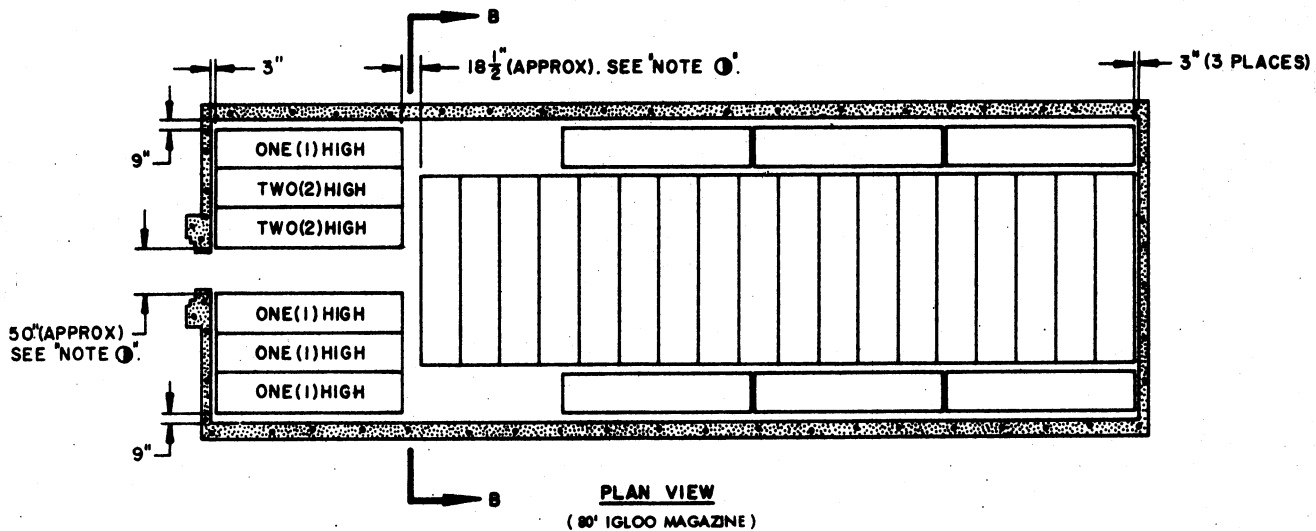 B
3"
18 1/2" (APPROX). SEE "NOTE ◑".
3" (3 PLACES)
9"
ONE (1) HIGH
TWO(2) HIGH
TWO(2) HIGH
50"(APPROX)
SEE "NOTE ◑".
ONE(1) HIGH
ONE(1) HIGH
ONE(1) HIGH
9"
B
PLAN VIEW
(80' IGLOO MAGAZINE)